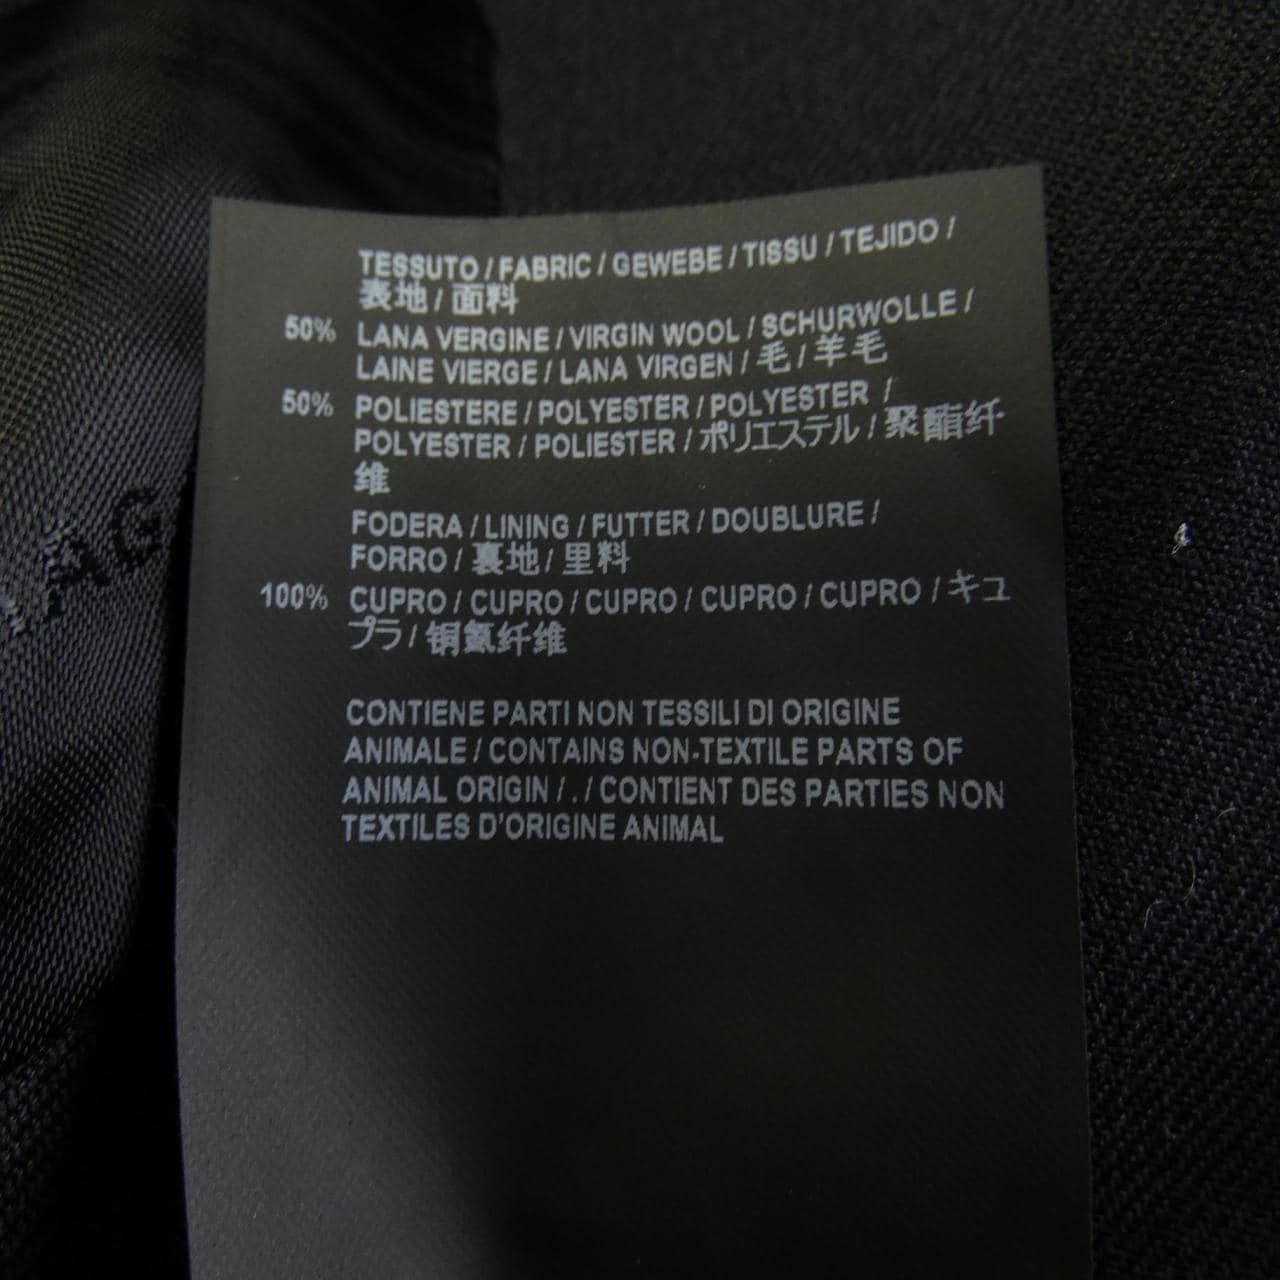 TESSUTO / FABRIC / GEWEBE / TISSU / TEJIDO /
表地 / 面料
50% LANA VERGINE / VIRGIN WOOL / SCHURWOLLE /
LAINE VIERGE / LANA VIRGEN / 毛 / 羊毛
50% POLIESTERE / POLYESTER / POLYESTER /
POLYESTER / POLIESTER / ポリエステル / 聚酯纤
维
FODERA / LINING / FUTTER / DOUBLURE /
FORRO / 裏地 / 里料
100% CUPRO / CUPRO / CUPRO / CUPRO / CUPRO / キュ
プラ / 铜氨纤维
CONTIENE PARTI NON TESSILI DI ORIGINE
ANIMALE / CONTAINS NON-TEXTILE PARTS OF
ANIMAL ORIGIN / . / CONTIENT DES PARTIES NON
TEXTILES D'ORIGINE ANIMAL